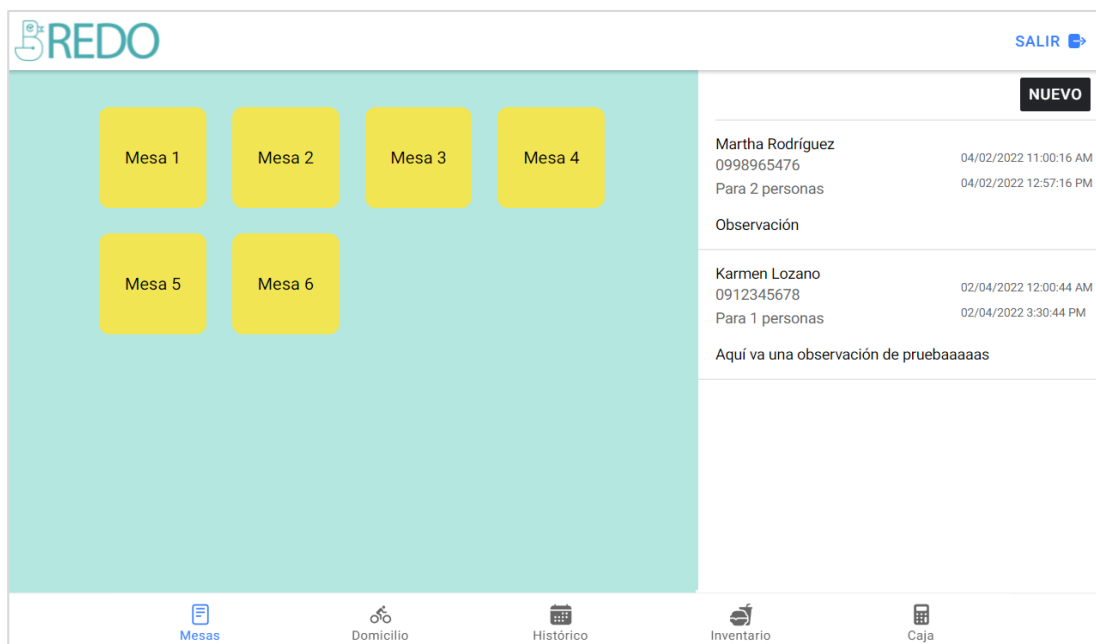 REDO
SALIR
Mesa 1
Mesa 2
Mesa 3
Mesa 4
Mesa 5
Mesa 6
NUEVO
Martha Rodríguez
0998965476
Para 2 personas
04/02/2022 11:00:16 AM
04/02/2022 12:57:16 PM
Observación
Karmen Lozano
0912345678
Para 1 personas
02/04/2022 12:00:44 AM
02/04/2022 3:30:44 PM
Aquí va una observación de pruebaaaaas
Mesas
Domicilio
Histórico
Inventario
Caja